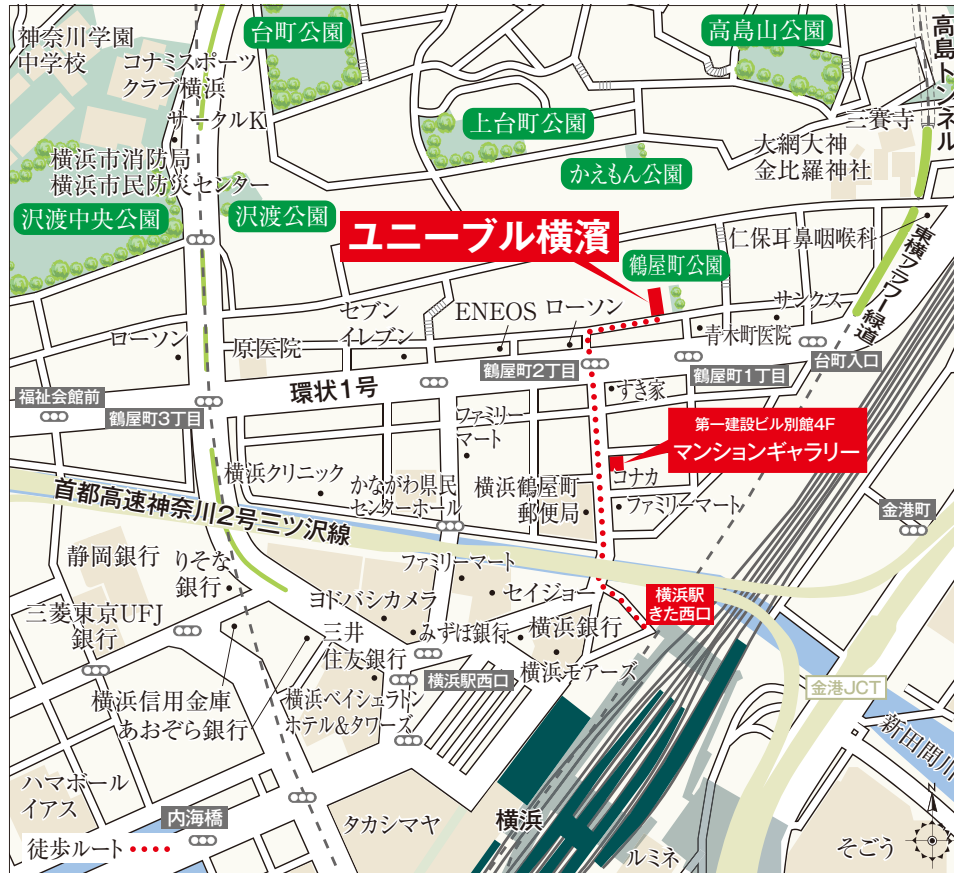 神奈川学園
中学校
台町公園
高島山公園
高島トンネル
コナミスポーツ
クラブ横浜
サークルK
上台町公園
三寳寺
大綱大神
金比羅神社
かえもん公園
横浜市消防局
横浜市民防災センター
沢渡中央公園
沢渡公園
ユニーブル横濱
鶴屋町公園
仁保耳鼻咽喉科
東横フラワー緑道
ローソン
原医院
セブン
イレブン
ENEOS
ローソン
サンクス
青木町医院
台町入口
鶴屋町2丁目
鶴屋町1丁目
環状1号
福祉会館前
鶴屋町3丁目
すき家
ファミリー
マート
第一建設ビル別館4F
マンションギャラリー
コナカ
ファミリーマート
横浜クリニック
かながわ県民
センターホール
横浜鶴屋町
郵便局
金港町
首都高速神奈川2号三ツ沢線
静岡銀行
りそな
銀行
ファミリーマート
セイジョー
横浜駅
きた西口
三菱東京UFJ
銀行
ヨドバシカメラ
三井
住友銀行
みずほ銀行
横浜銀行
横浜モアーズ
横浜駅西口
横浜信用金庫
あおぞら銀行
横浜ベイシェラトン
ホテル&タワーズ
金港JCT
新田間川
ハマボール
イアス
内海橋
タカシマヤ
横浜
ルミネ
そごう
N
徒歩ルート